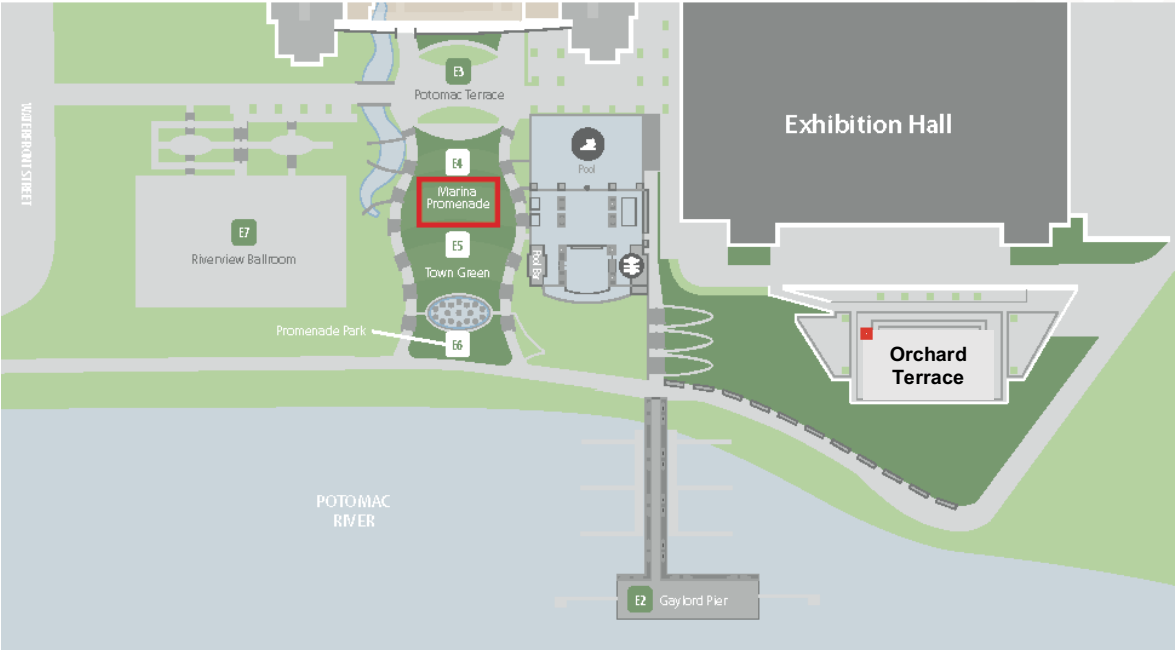 E3
Potomac Terrace
WATERFRONT STREET
Exhibition Hall
E4
Pool
Marina
Promenade
E7
Riverview Ballroom
E5
Town Green
Pool Bar
Promenade Park
E6
Orchard
Terrace
POTOMAC
RIVER
E2
Gaylord Pier